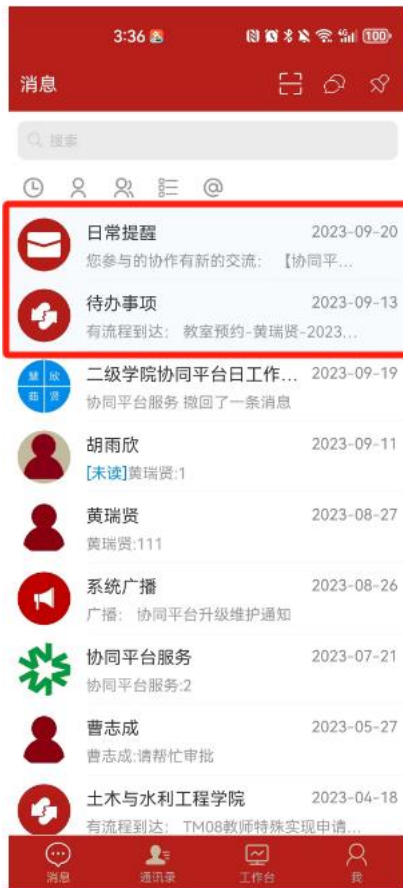 3:36
100
消息
搜索
日常提醒 2023-09-20
您参与的协作有新的交流: 【协同平...
待办事项 2023-09-13
有流程到达: 教室预约-黄瑞贤-2023...
二级学院协同平台日工作... 2023-09-19
协同平台服务 撤回了一条消息
胡雨欣 2023-09-11
[未读]黄瑞贤:1
黄瑞贤 2023-08-27
黄瑞贤:111
系统广播 2023-08-26
广播: 协同平台升级维护通知
协同平台服务 2023-07-21
协同平台服务:2
曹志成 2023-05-27
曹志成:请帮忙审批
土木与水利工程学院 2023-04-18
有流程到达: TM08教师特殊实现申请...
消息 通讯录 工作台 我